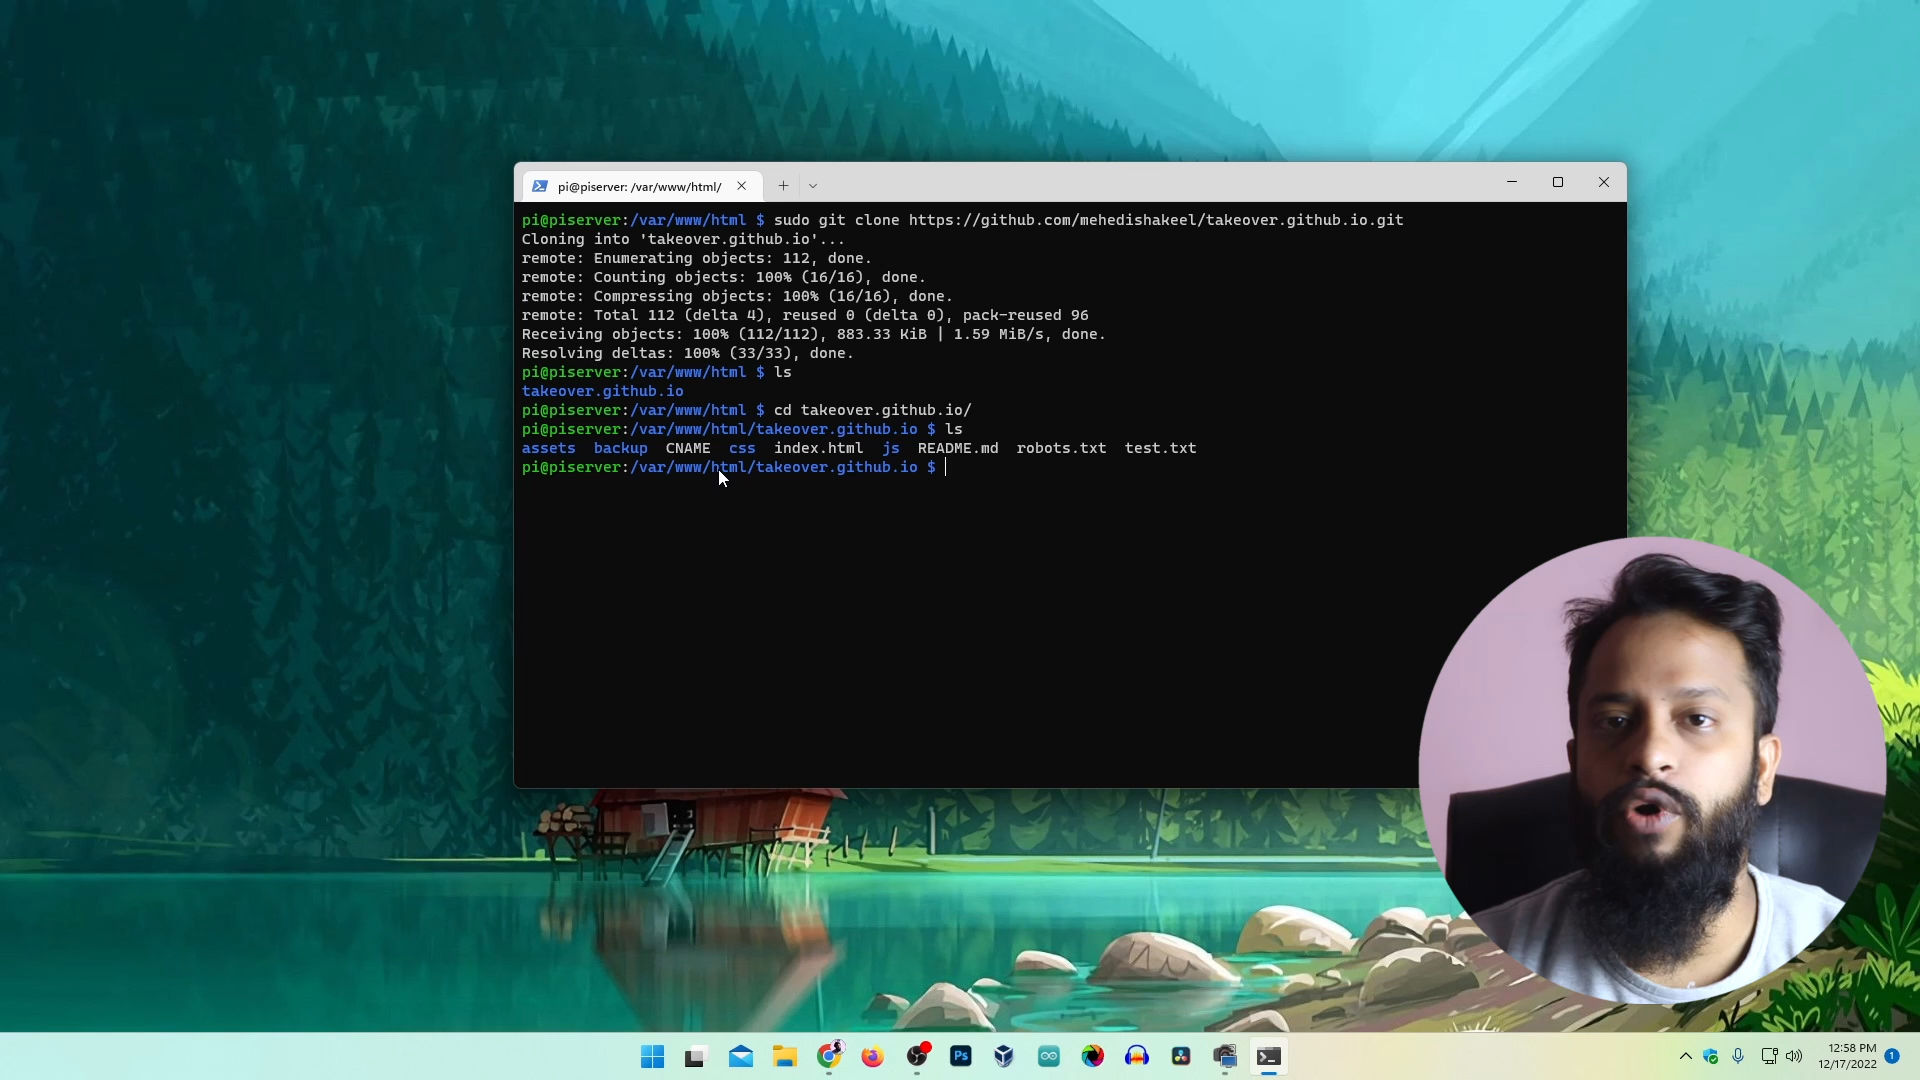 pi@piserver: /var/www/html/
pi@piserver:/var/www/html $ sudo git clone https://github.com/mehedishakeel/takeover.github.io.git
Cloning into 'takeover.github.io'...
remote: Enumerating objects: 112, done.
remote: Counting objects: 100% (16/16), done.
remote: Compressing objects: 100% (16/16), done.
remote: Total 112 (delta 4), reused 0 (delta 0), pack-reused 96
Receiving objects: 100% (112/112), 883.33 KiB | 1.59 MiB/s, done.
Resolving deltas: 100% (33/33), done.
pi@piserver:/var/www/html $ ls
takeover.github.io
pi@piserver:/var/www/html $ cd takeover.github.io/
pi@piserver:/var/www/html/takeover.github.io $ ls
assets backup CNAME css index.html js README.md robots.txt test.txt
pi@piserver:/var/www/html/takeover.github.io $
Ps
12:58 PM
12/17/2022
1